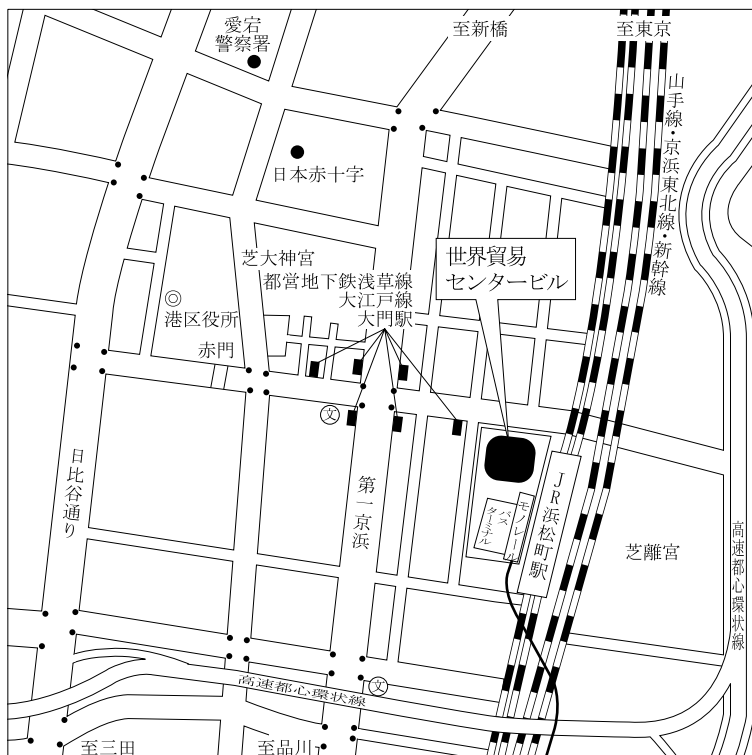 愛宕
警察署
至新橋
至東京
山手線・京浜東北線・新幹線
日本赤十字
芝大神宮
都営地下鉄浅草線
大江戸線
大門駅
世界貿易
センタービル
港区役所
赤門
文
日比谷通り
第一京浜
バス
ターミナル
モノレール
JR浜松町駅
芝離宮
高速都心環状線
高速都心環状線
文
至三田
至品川